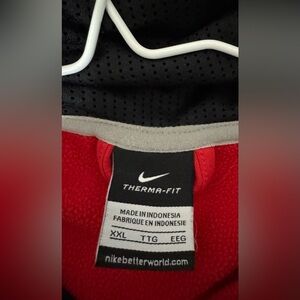 THERMA-FIT
MADE IN INDONESIA
FABRIQUE EN INDONESIE
XXL TTG EEG
nikebetterworld.com